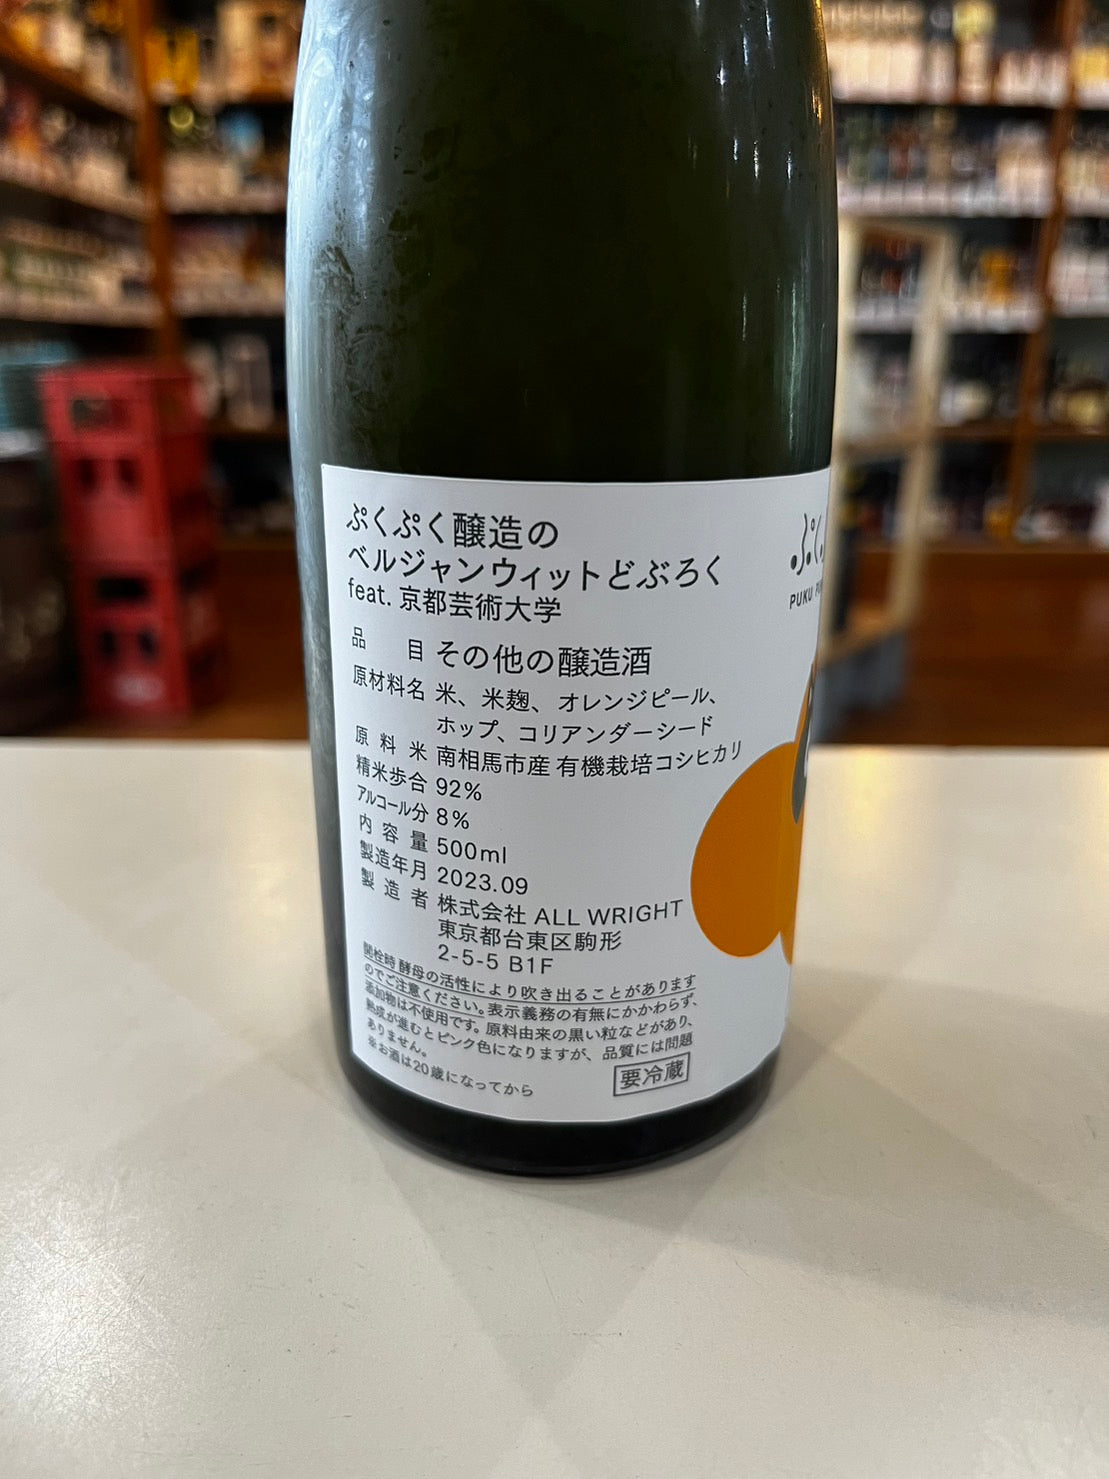 ぷくぷく醸造の
ベルジャンウィットどぶろく
feat. 京都芸術大学
品目 その他の醸造酒
原材料名 米、米麹、オレンジピール、
ホップ、コリアンダーシード
原料米 南相馬市産 有機栽培コシヒカリ
精米歩合 92%
アルコール分 8%
内容量 500ml
製造年月 2023.09
製造者 株式会社 ALL WRIGHT
東京都台東区駒形
2-5-5 B1F
開栓時 酵母の活性により吹き出ることがあります
のでご注意ください。表示義務の有無にかかわらず、
添加物は不使用です。原料由来の黒い粒などがあり、
熟成が進むとピンク色になりますが、品質には問題
ありません。
※お酒は20歳になってから
要冷蔵
ぷく
PUKU